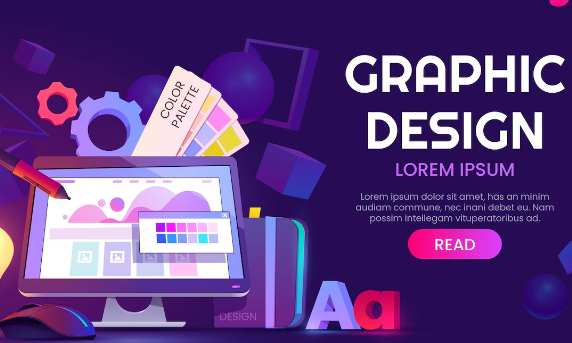 GRAPHIC
DESIGN
LOREM IPSUM
Lorem ipsum dolor sit amet, has an minim
audiam commune, nec inani debet eu. Nam
possim intellegam vituperatoribus ad.
READ
COLOR
PALETTE
DESIGN
Aa